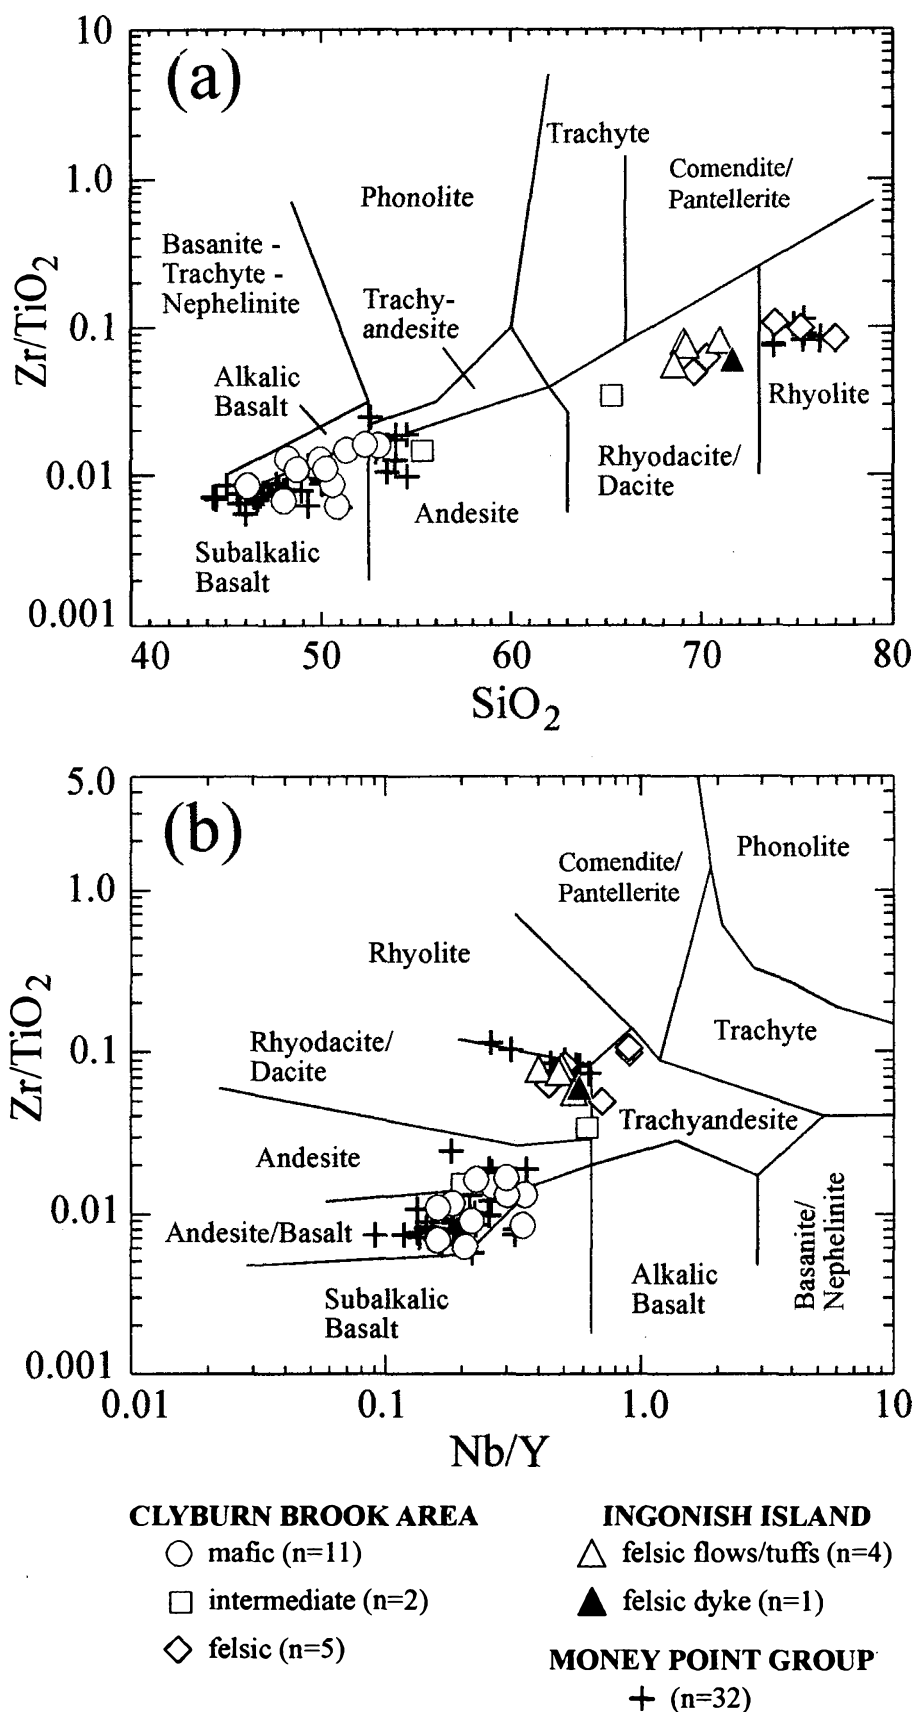 10
(a)
Trachyte
Comendite/
Pantellerite
1.0
Phonolite
Basanite -
Trachyte -
Nephelinite
Trachy-
andesite
Zr/TiO2
0.1
Alkalic
Basalt
Rhyolite
0.01
Rhyodacite/
Dacite
Andesite
Subalkalic
Basalt
0.001
40
50
60
70
80
SiO2
5.0
(b)
Phonolite
Comendite/
Pantellerite
1.0
Rhyolite
Zr/TiO2
Trachyte
0.1
Rhyodacite/
Dacite
Trachyandesite
Andesite
0.01
Andesite/Basalt
Basanite/
Nephelinite
Alkalic
Basalt
Subalkalic
Basalt
0.001
0.01
0.1
1.0
10
Nb/Y
CLYBURN BROOK AREA
mafic (n=11)
intermediate (n=2)
felsic (n=5)
INGONISH ISLAND
felsic flows/tuffs (n=4)
felsic dyke (n=1)
MONEY POINT GROUP
(n=32)